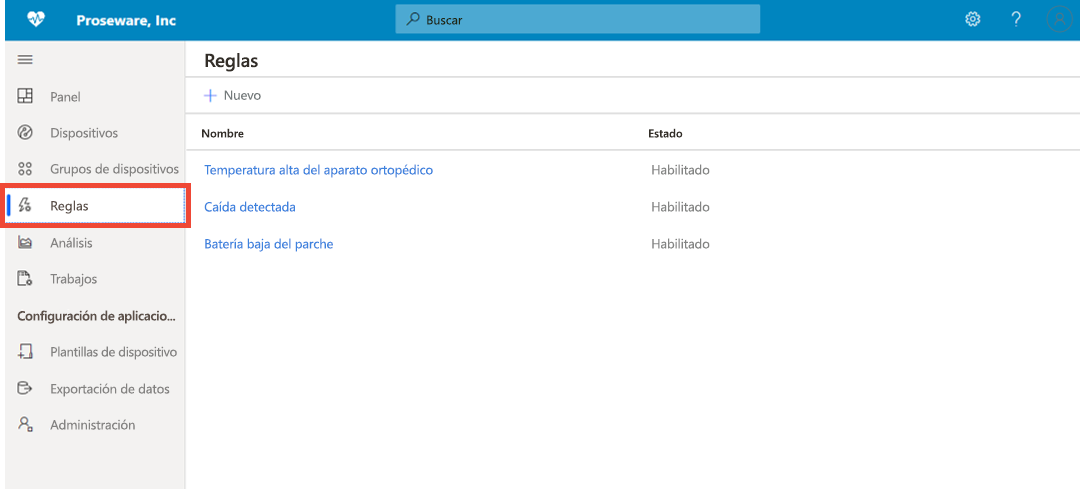 Proseware, Inc
Buscar
?
Reglas
Panel
Nuevo
Dispositivos
Nombre
Estado
Grupos de dispositivos
Temperatura alta del aparato ortopédico
Habilitado
Reglas
Caída detectada
Habilitado
Análisis
Batería baja del parche
Habilitado
Trabajos
Configuración de aplicacio...
Plantillas de dispositivo
Exportación de datos
Administración